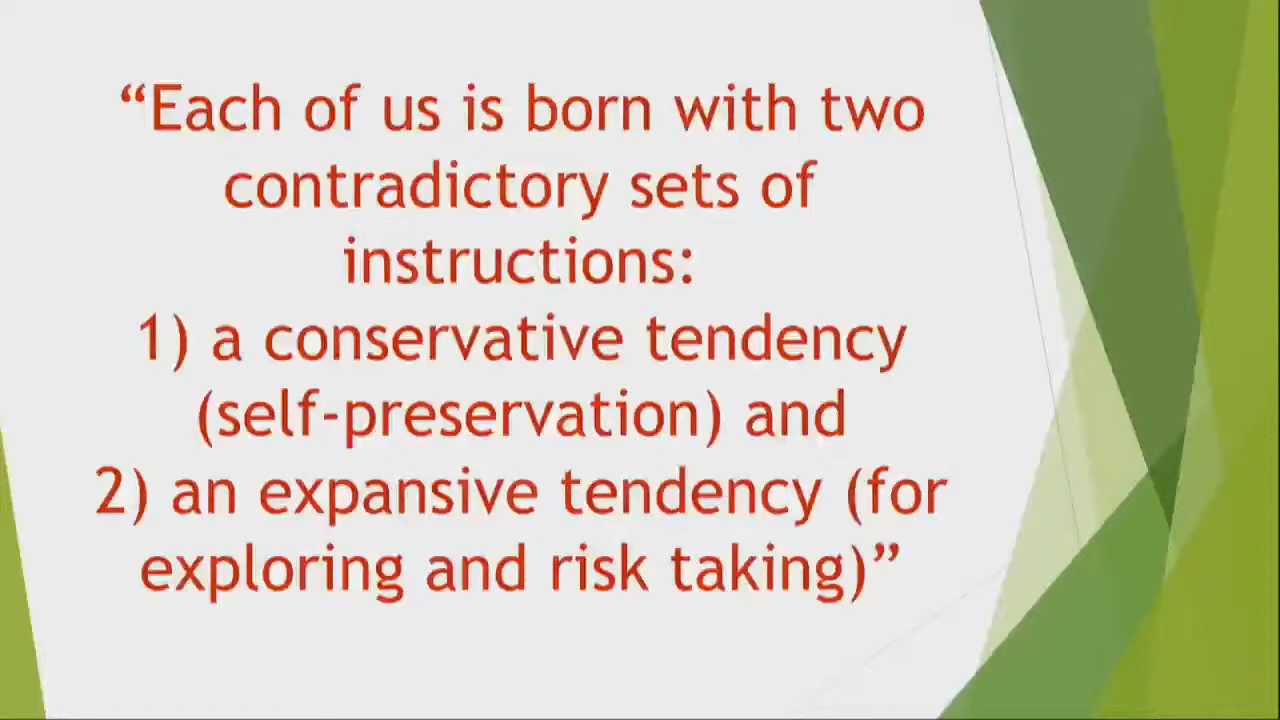 “Each of us is born with two
contradictory sets of
instructions:
1) a conservative tendency
(self-preservation) and
2) an expansive tendency (for
exploring and risk taking)”